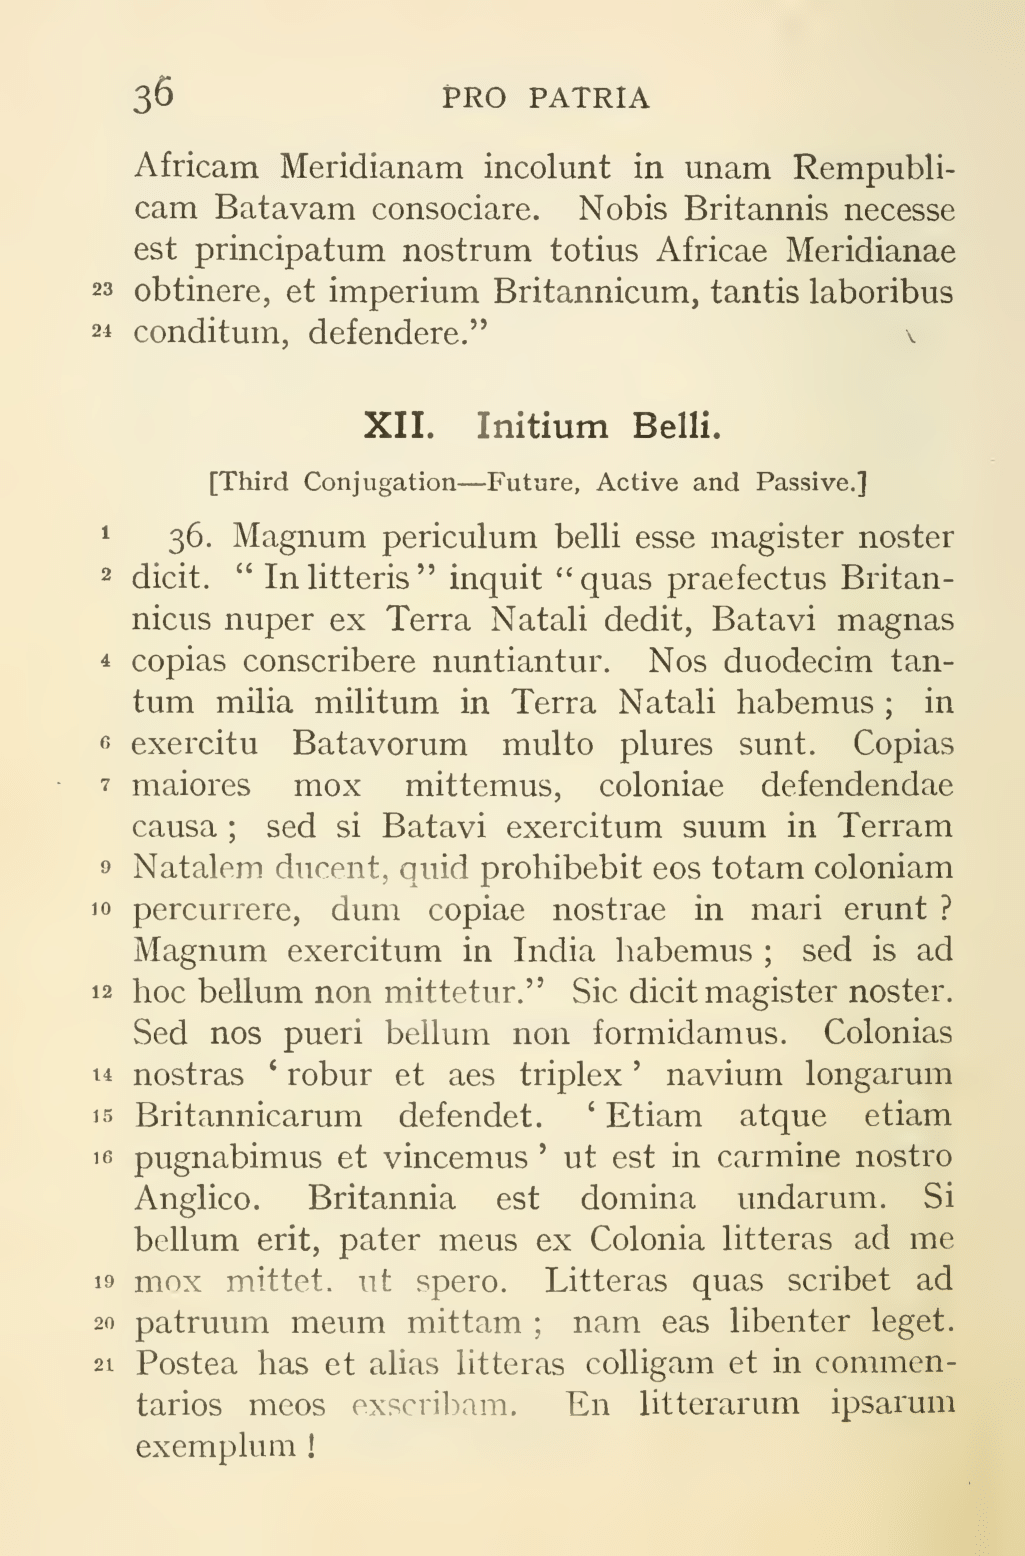 36 PRO PATRIA
Africam Meridianam incolunt in unam Rempubli-
cam Batavam consociare. Nobis Britannis necesse
est principatum nostrum totius Africae Meridianae
23 obtinere, et imperium Britannicum, tantis laboribus
24 conditum, defendere.”
XII. Initium Belli.
[Third Conjugation—Future, Active and Passive.]
1 36. Magnum periculum belli esse magister noster
2 dicit. “ In litteris ” inquit “ quas praefectus Britan-
nicus nuper ex Terra Natali dedit, Batavi magnas
4 copias conscribere nuntiantur. Nos duodecim tan-
tum milia militum in Terra Natali habemus ; in
6 exercitu Batavorum multo plures sunt. Copias
7 maiores mox mittemus, coloniae defendendae
causa ; sed si Batavi exercitum suum in Terram
9 Natalem ducent, quid prohibebit eos totam coloniam
10 percurrere, dum copiae nostrae in mari erunt ?
Magnum exercitum in India habemus ; sed is ad
12 hoc bellum non mittetur.” Sic dicit magister noster.
Sed nos pueri bellum non formidamus. Colonias
14 nostras ‘ robur et aes triplex ’ navium longarum
15 Britannicarum defendet. ‘ Etiam atque etiam
16 pugnabimus et vincemus ’ ut est in carmine nostro
Anglico. Britannia est domina undarum. Si
bellum erit, pater meus ex Colonia litteras ad me
19 mox mittet. ut spero. Litteras quas scribet ad
20 patruum meum mittam ; nam eas libenter leget.
21 Postea has et alias litteras colligam et in commen-
tarios meos exscribam. En litterarum ipsarum
exemplum !